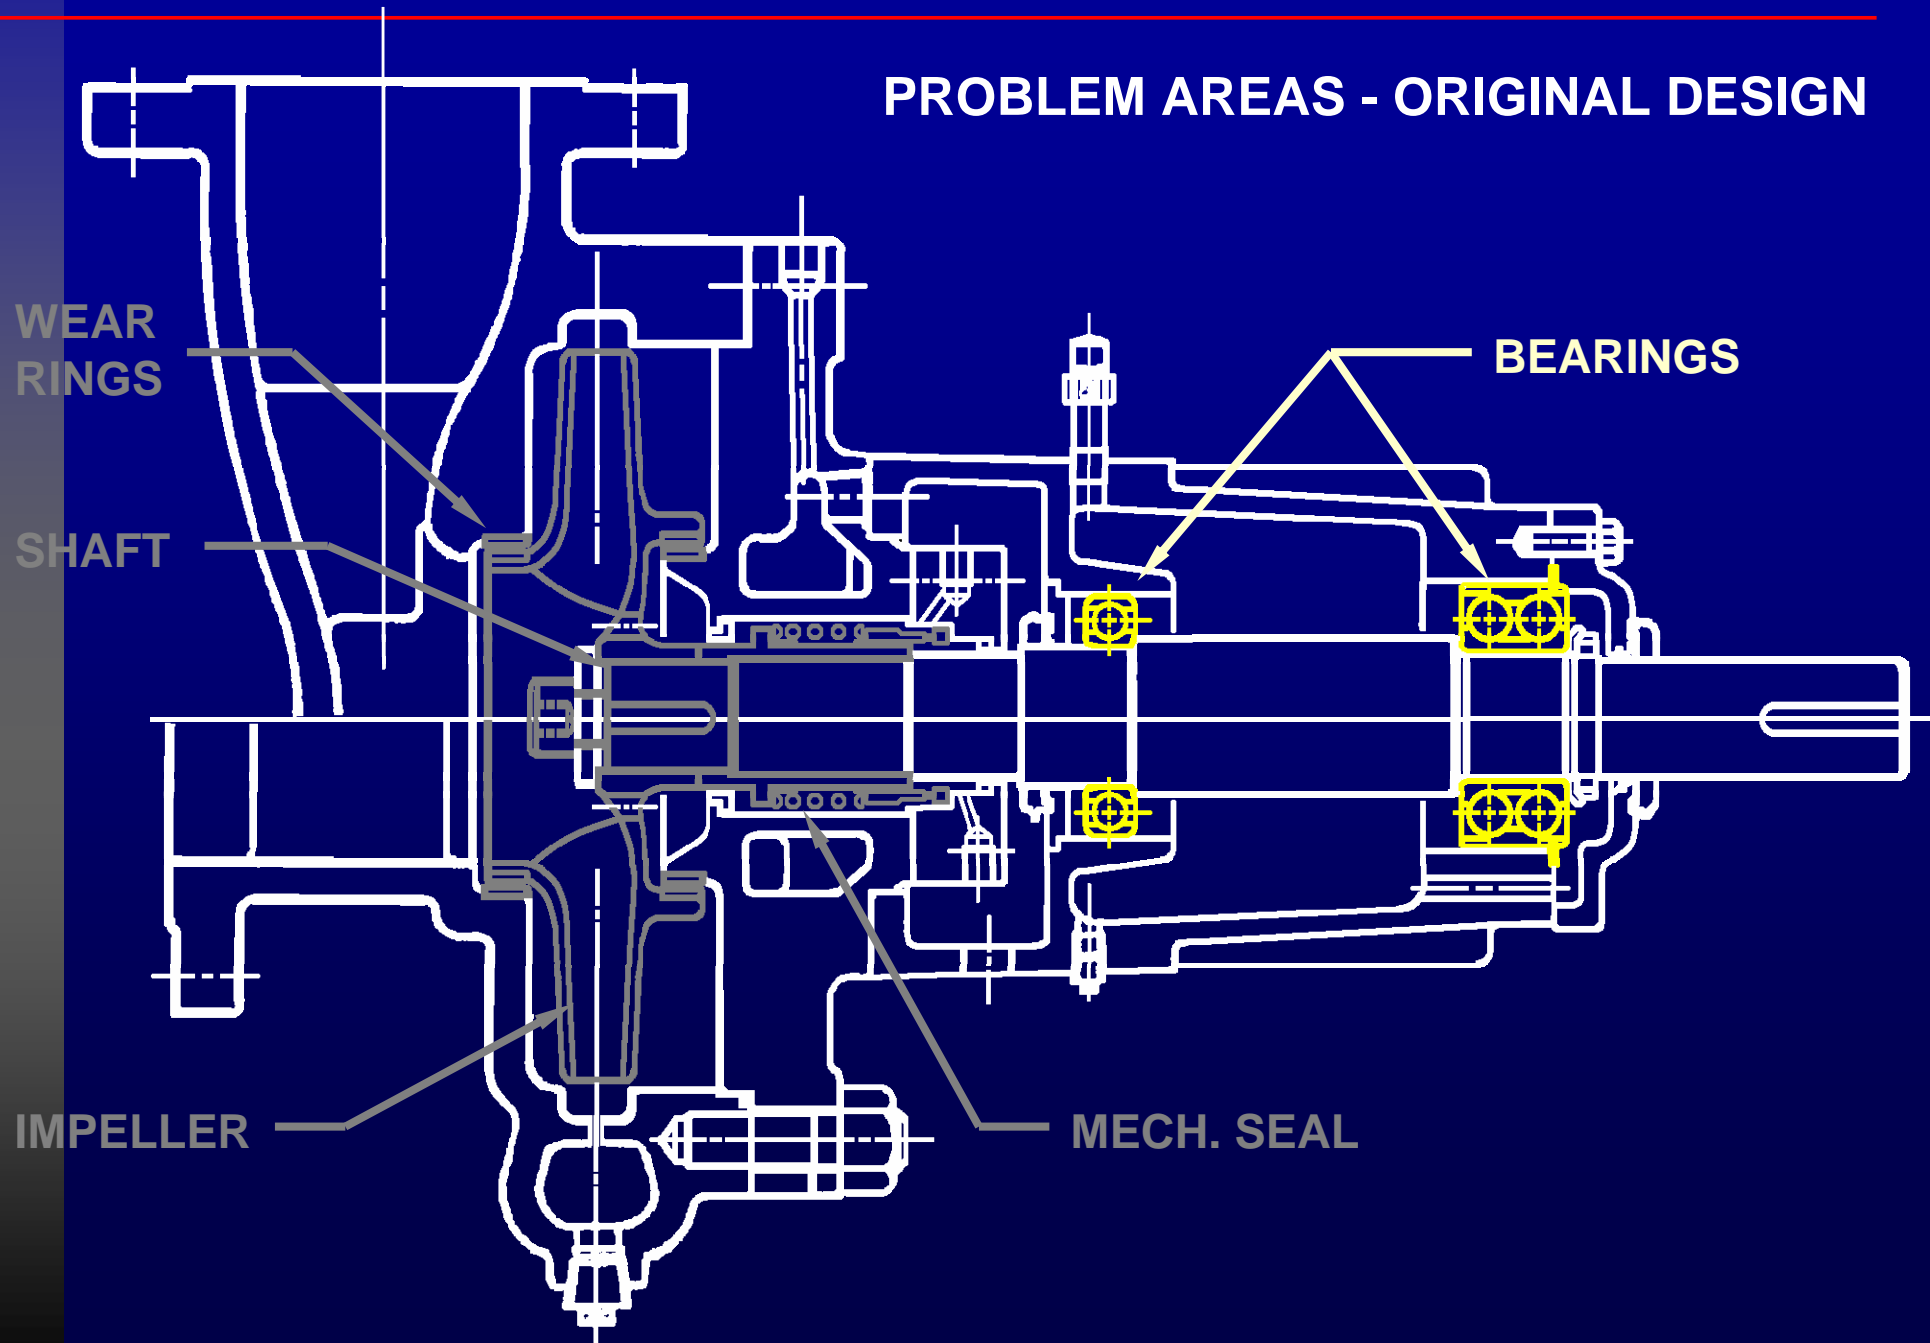 PROBLEM AREAS - ORIGINAL DESIGN
WEAR
RINGS
BEARINGS
SHAFT
IMPELLER
MECH. SEAL